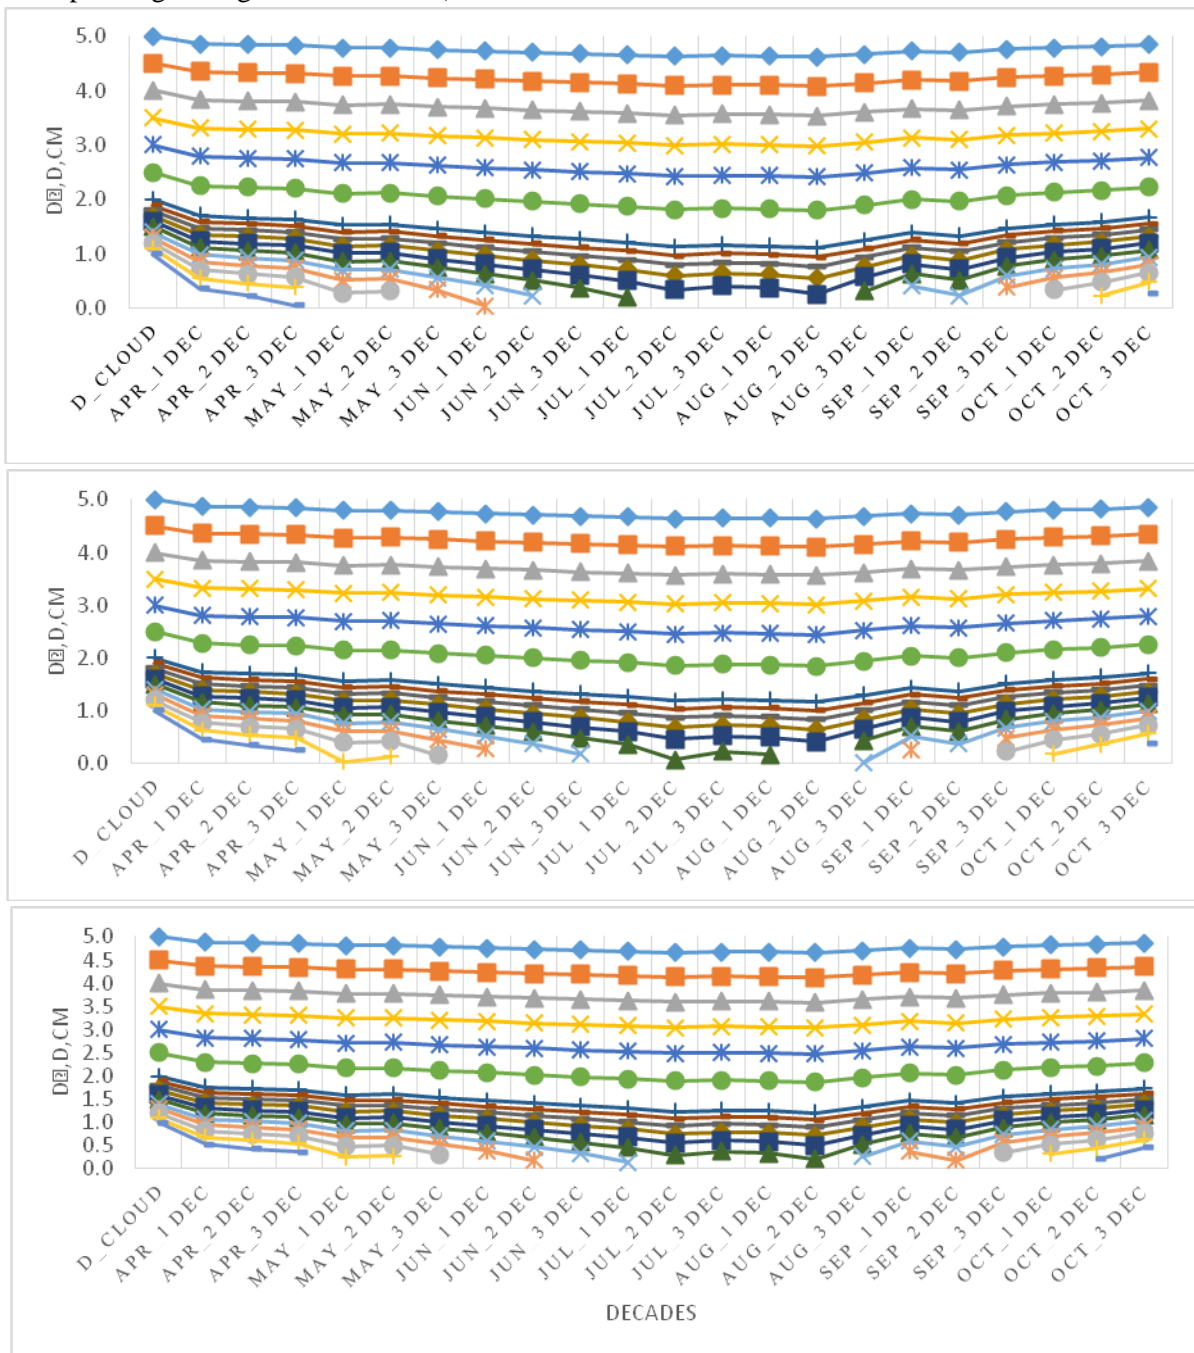 5.0
4.0
3.0
2.0
1.0
0.0
D⍰,D,CM
D_CLOUD
APR_1 DEC
APR_2 DEC
APR_3 DEC
MAY_1 DEC
MAY_2 DEC
MAY_3 DEC
JUN_1 DEC
JUN_2 DEC
JUN_3 DEC
JUL_1 DEC
JUL_2 DEC
JUL_3 DEC
AUG_1 DEC
AUG_2 DEC
AUG_3 DEC
SEP_1 DEC
SEP_2 DEC
SEP_3 DEC
OCT_1 DEC
OCT_2 DEC
OCT_3 DEC
5.0
4.0
3.0
2.0
1.0
0.0
D⍰,D,CM
D_CLOUD
APR_1 DEC
APR_2 DEC
APR_3 DEC
MAY_1 DEC
MAY_2 DEC
MAY_3 DEC
JUN_1 DEC
JUN_2 DEC
JUN_3 DEC
JUL_1 DEC
JUL_2 DEC
JUL_3 DEC
AUG_1 DEC
AUG_2 DEC
AUG_3 DEC
SEP_1 DEC
SEP_2 DEC
SEP_3 DEC
OCT_1 DEC
OCT_2 DEC
OCT_3 DEC
5.0
4.5
4.0
3.5
3.0
2.5
2.0
1.5
1.0
0.5
0.0
D⍰,D,CM
D_CLOUD
APR_1 DEC
APR_2 DEC
APR_3 DEC
MAY_1 DEC
MAY_2 DEC
MAY_3 DEC
JUN_1 DEC
JUN_2 DEC
JUN_3 DEC
JUL_1 DEC
JUL_2 DEC
JUL_3 DEC
AUG_1 DEC
AUG_2 DEC
AUG_3 DEC
SEP_1 DEC
SEP_2 DEC
SEP_3 DEC
OCT_1 DEC
OCT_2 DEC
OCT_3 DEC
DECADES